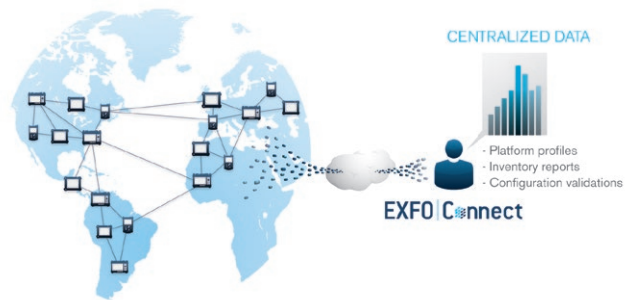 CENTRALIZED DATA
- Platform profiles
- Inventory reports
- Configuration validations
EXFO Connect